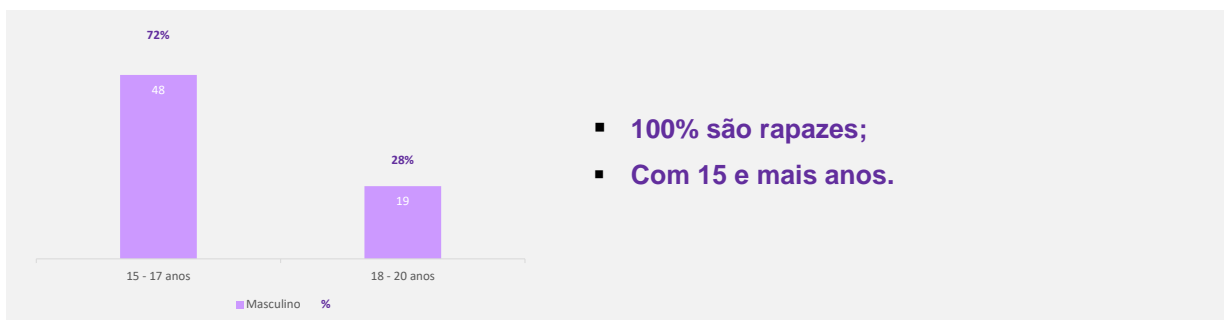 72%
48
28%
19
15 - 17 anos
18 - 20 anos
Masculino %
100% são rapazes;
Com 15 e mais anos.